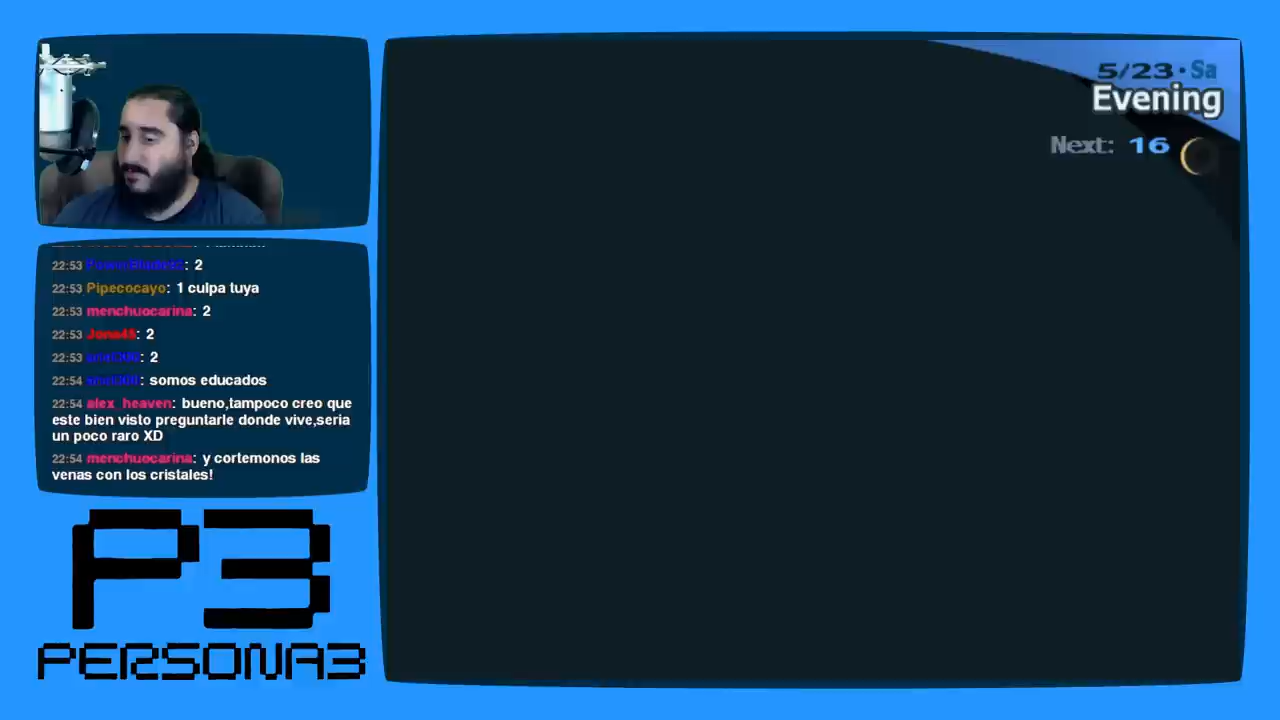 5/23·Sa
Evening
Next: 16
22:53 : 2
22:53 Pipecocayo: 1 culpa tuya
22:53 menchuocarina: 2
22:53 Jona45: 2
22:53 : 2
22:54 : somos educados
22:54 alex_heaven: bueno,tampoco creo que
este bien visto preguntarle donde vive,seria
un poco raro XD
22:54 menchuocarina: y cortemonos las
venas con los cristales!
P3
PERSONA3